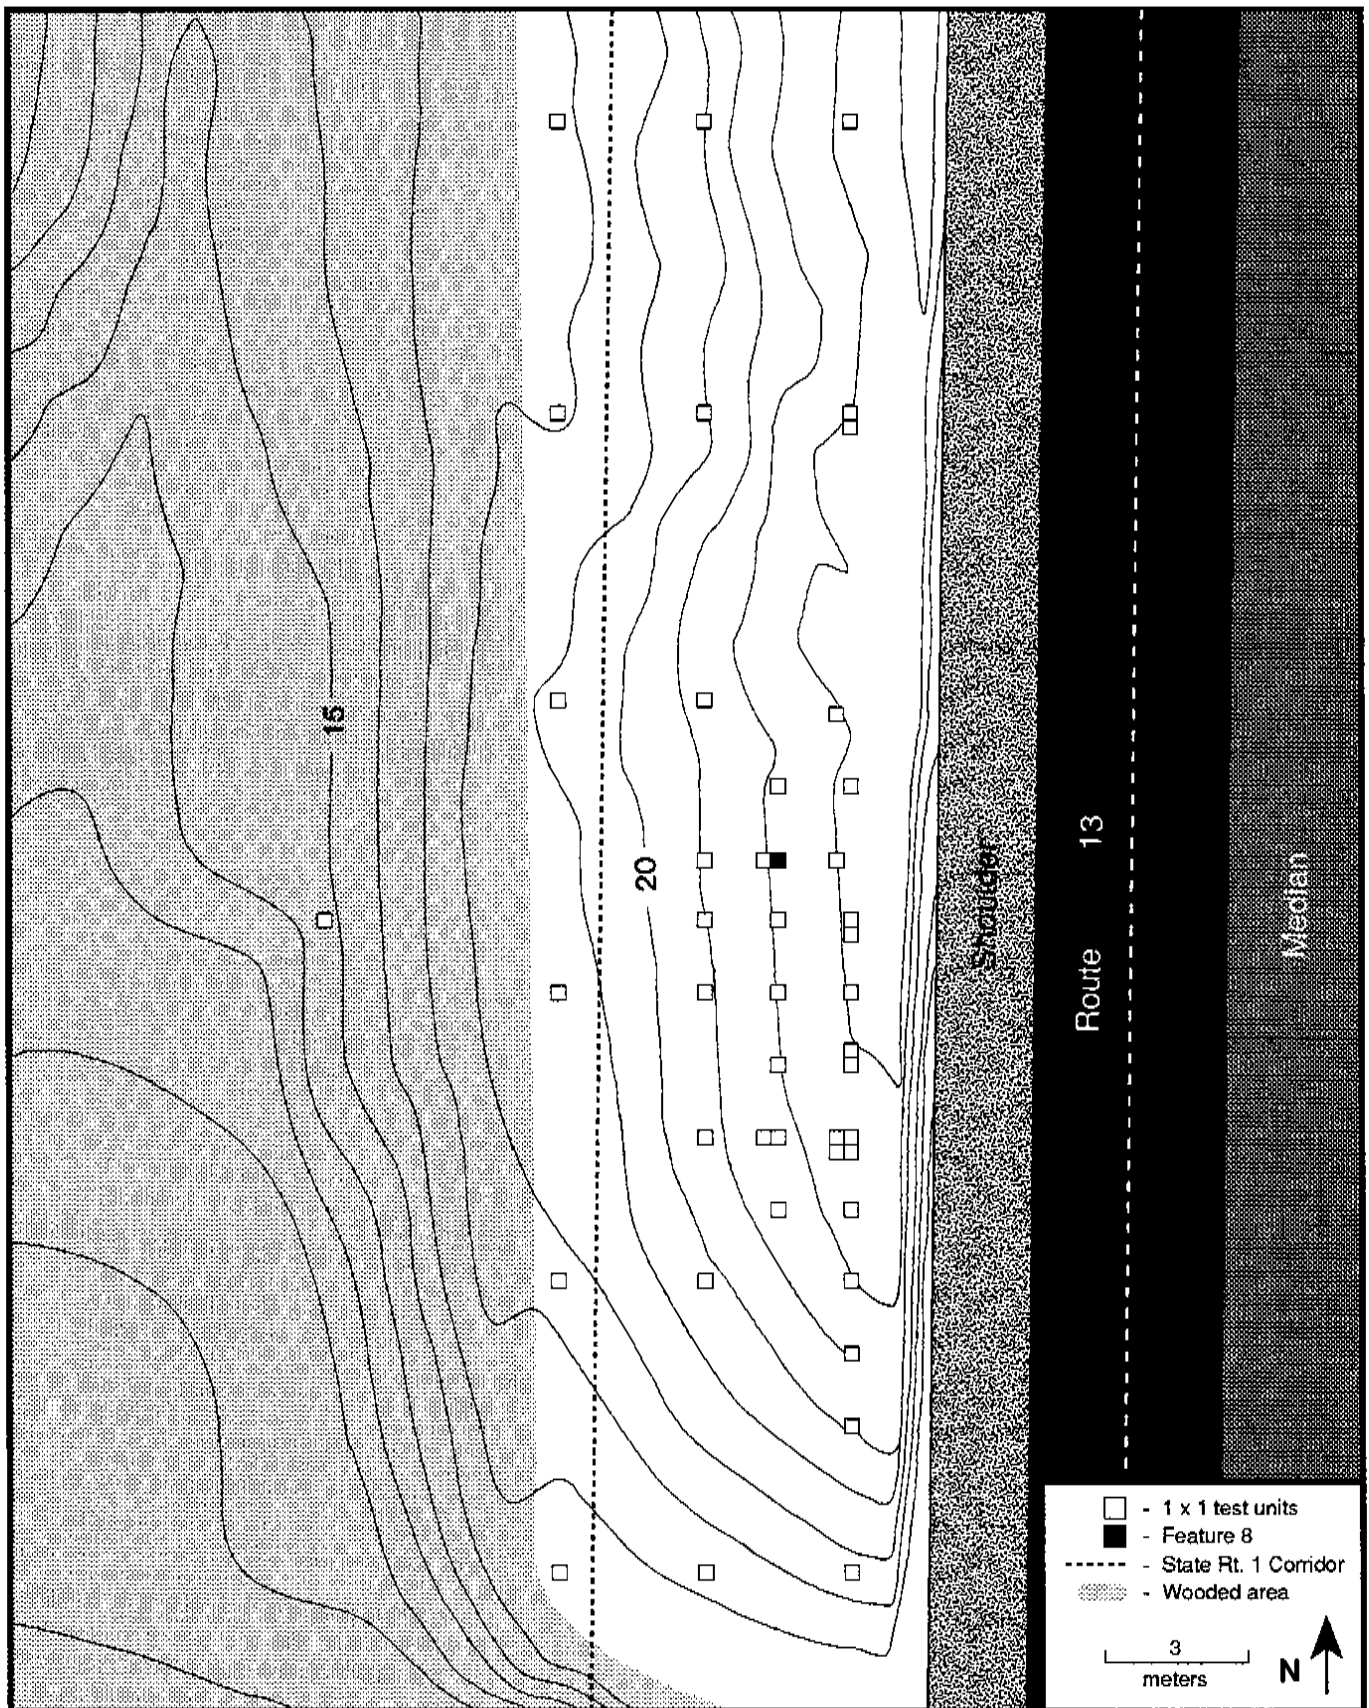 15
20
Shoulder
Route 13
Median
- 1 x 1 test units
- Feature 8
- State Rt. 1 Corridor
- Wooded area
3
meters
N